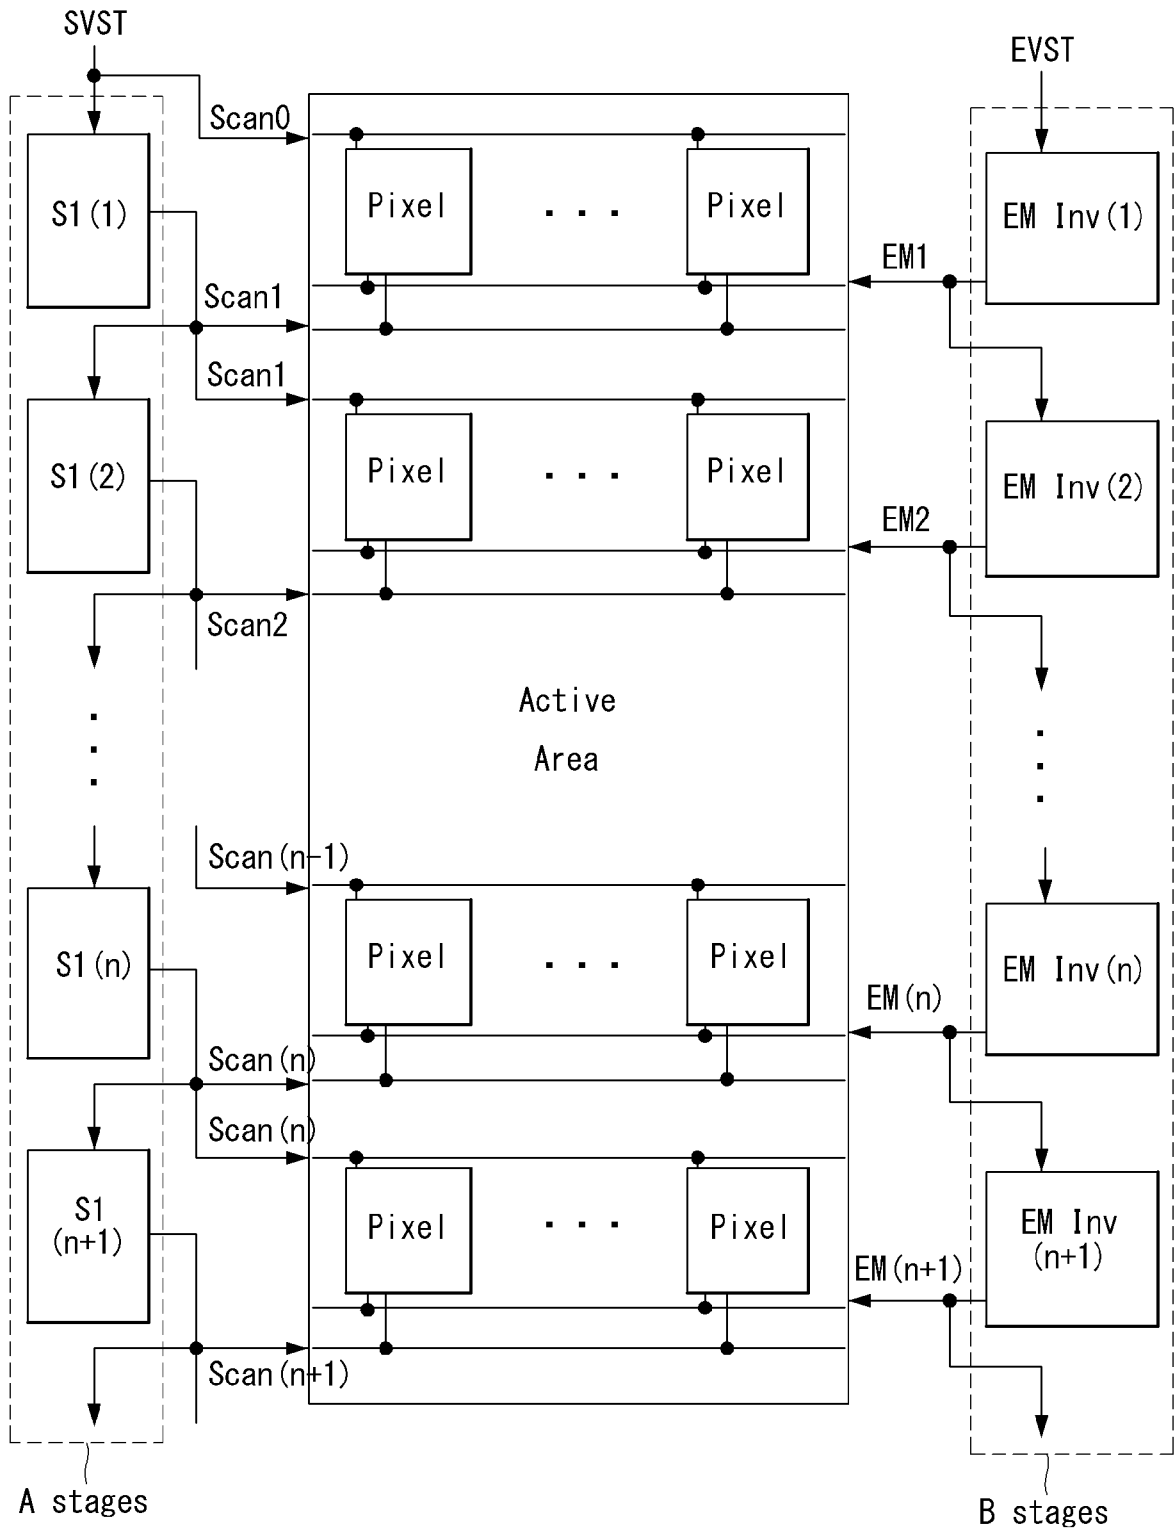 SVST
EVST
Scan0
S1(1)
Pixel
. . .
Pixel
EM Inv(1)
EM1
Scan1
Scan1
S1(2)
Pixel
. . .
Pixel
EM Inv(2)
EM2
Scan2
Active
Area
Scan(n-1)
S1(n)
Pixel
. . .
Pixel
EM Inv(n)
EM(n)
Scan(n)
Scan(n)
S1
(n+1)
Pixel
. . .
Pixel
EM Inv
(n+1)
EM(n+1)
Scan(n+1)
A stages
B stages